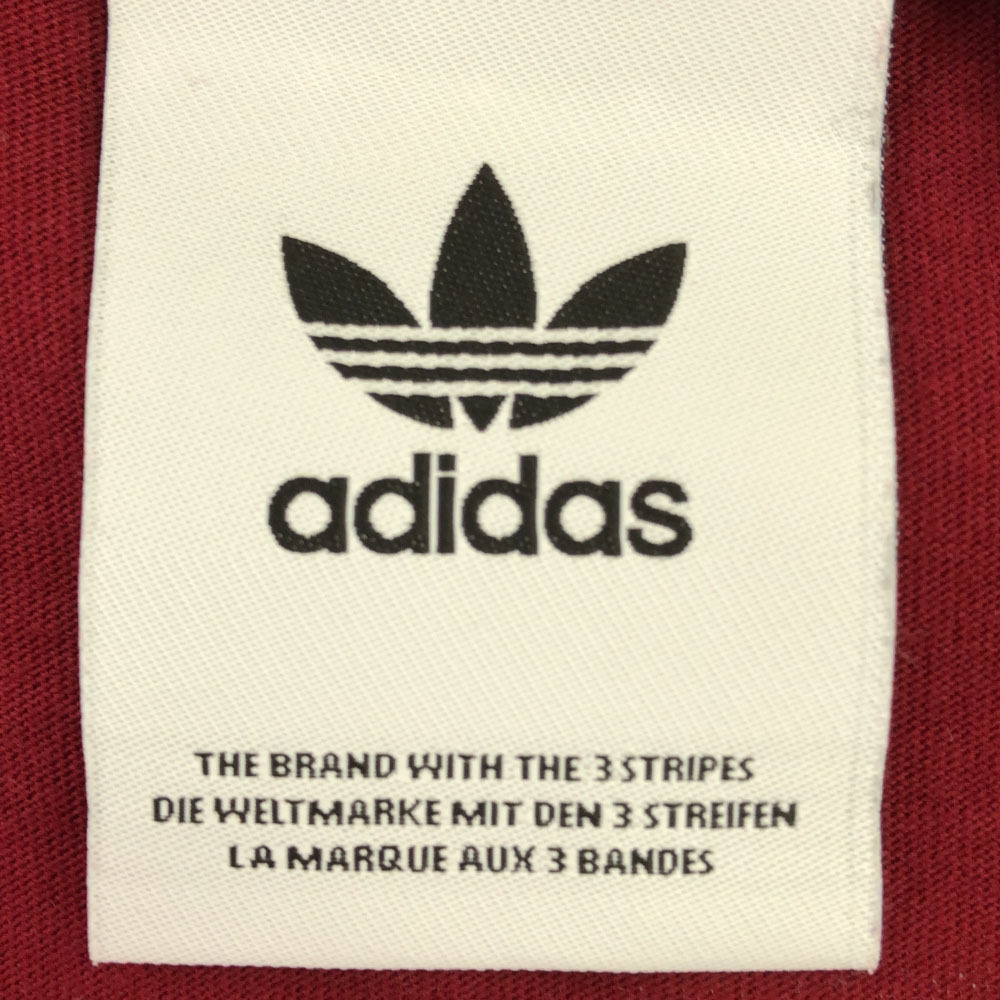 adidas
THE BRAND WITH THE 3 STRIPES
DIE WELTMARKE MIT DEN 3 STREIFEN
LA MARQUE AUX 3 BANDES